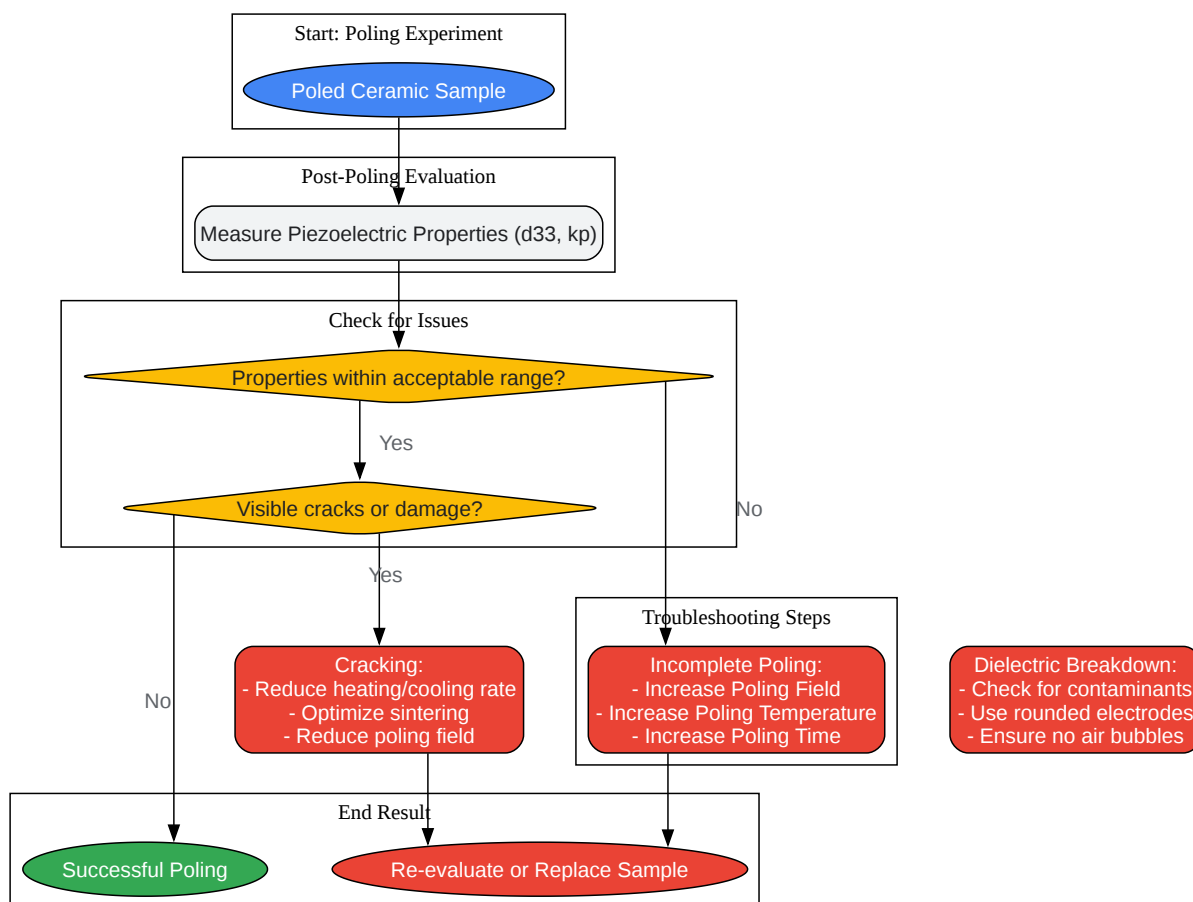 Start: Poling Experiment
Poled Ceramic Sample
Post-Poling Evaluation
Measure Piezoelectric Properties (d33, kp)
Check for Issues
Properties within acceptable range?
Yes
Visible cracks or damage?
No
Yes
Troubleshooting Steps
Cracking:
- Reduce heating/cooling rate
- Optimize sintering
- Reduce poling field
Incomplete Poling:
- Increase Poling Field
- Increase Poling Temperature
- Increase Poling Time
Dielectric Breakdown:
- Check for contaminants
- Use rounded electrodes
- Ensure no air bubbles
No
End Result
Successful Poling
Re-evaluate or Replace Sample